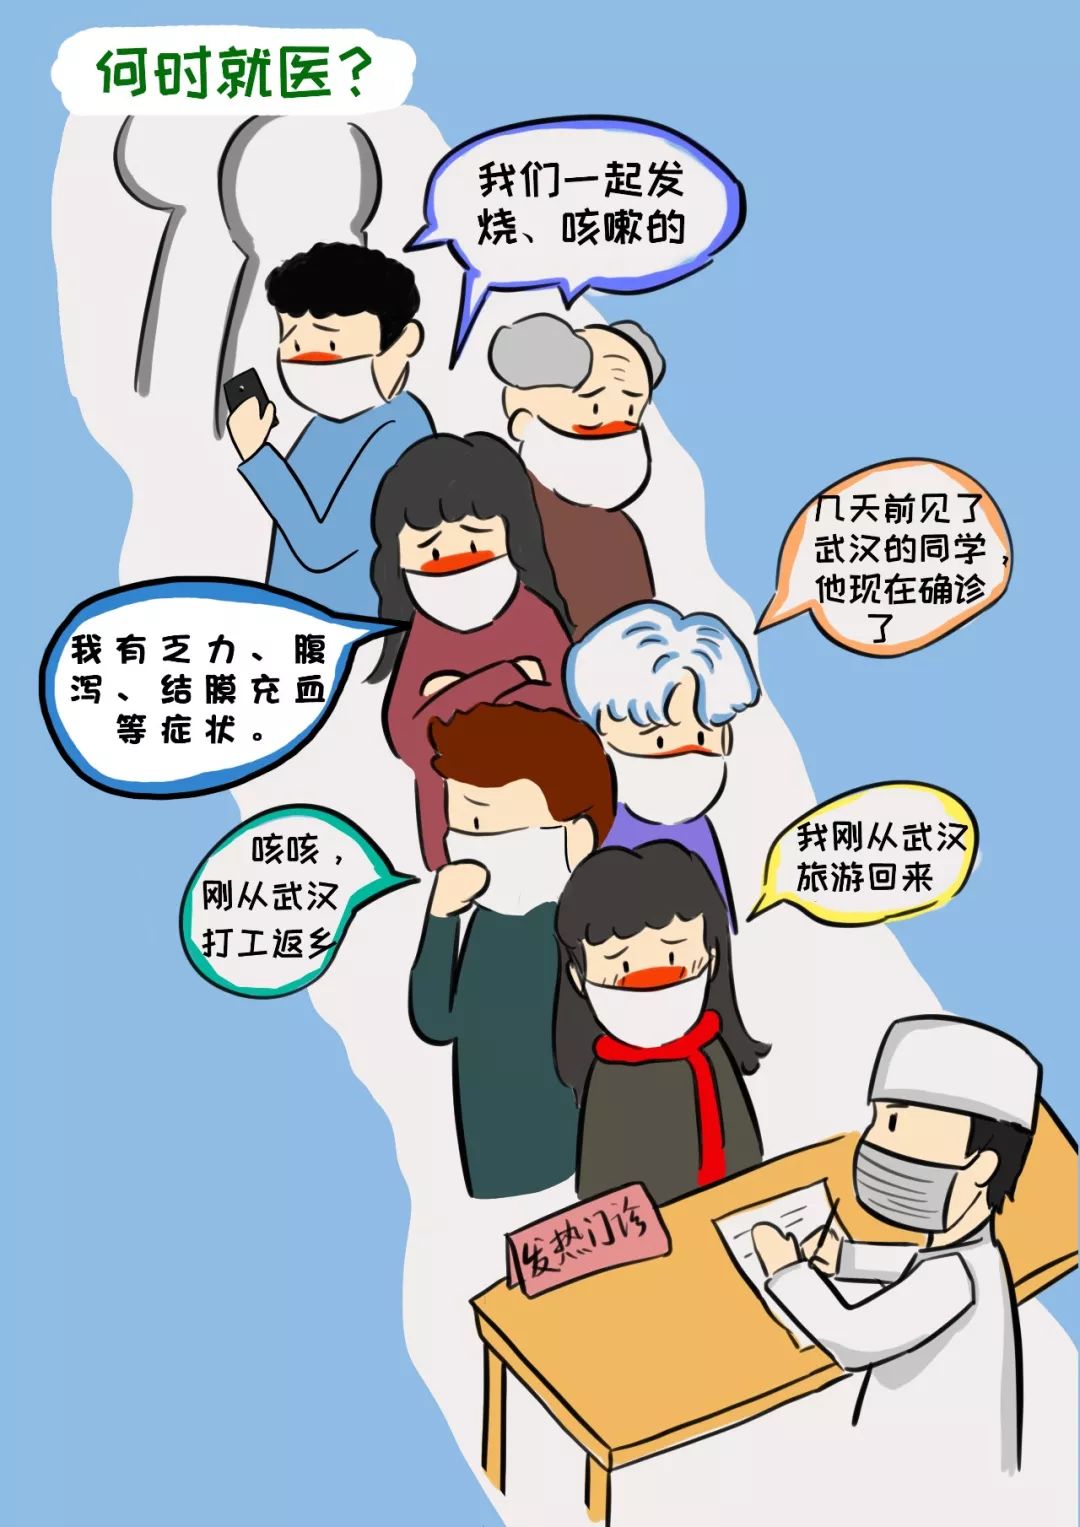 何时就医？
我们一起发
烧、咳嗽的
几天前见了
武汉的同学，
他现在确诊
了
我有乏力、腹
泻、结膜充血
等症状。
咳咳，
刚从武汉
打工返乡
我刚从武汉
旅游回来
发热门诊